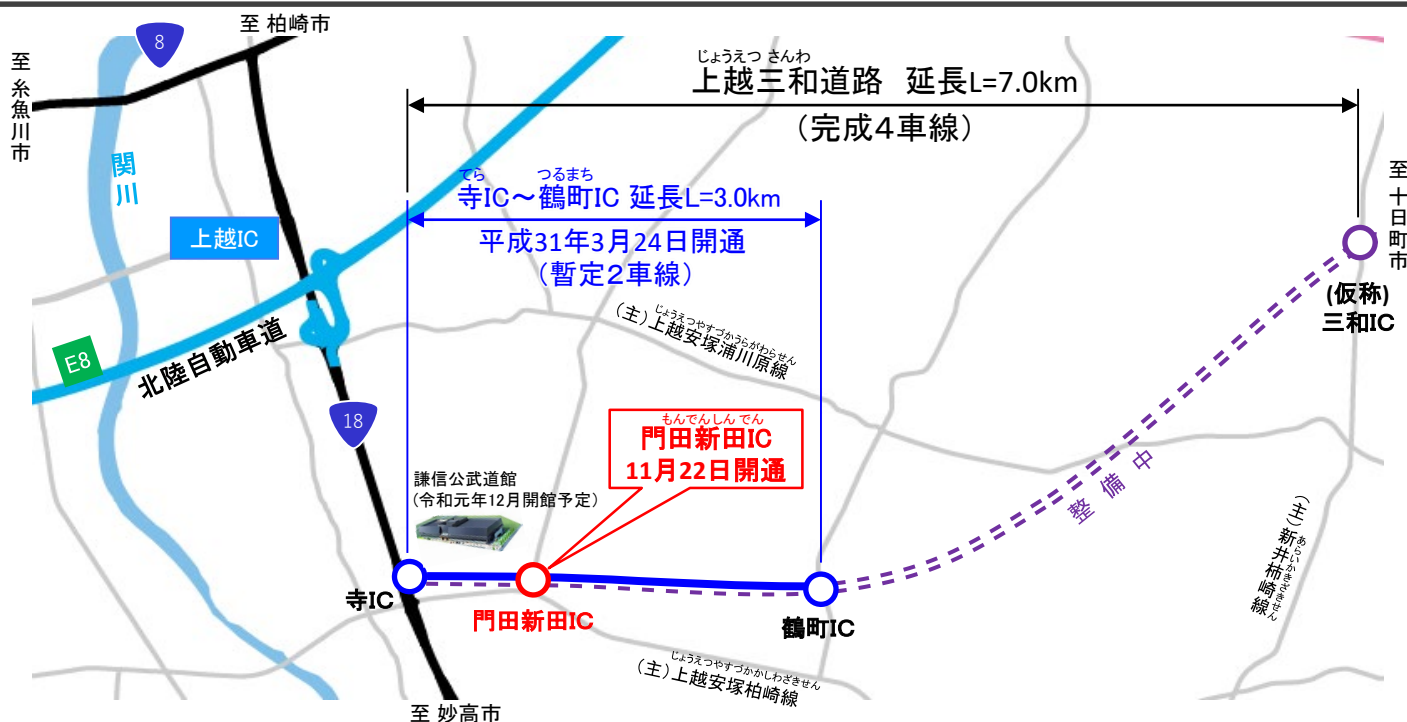 至 柏崎市
8
至 糸魚川市
関川
上越IC
E8
北陸自動車道
18
じょうえつ さんわ
上越三和道路 延長L=7.0km
(完成4車線)
てら つるまち
寺IC～鶴町IC 延長L=3.0km
平成31年3月24日開通
(暫定2車線)
至 十日町市
(仮称)
三和IC
じょうえつやすづかうらがわらせん
(主)上越安塚浦川原線
もんでんしんでん
門田新田IC
11月22日開通
謙信公武道館
(令和元年12月開館予定)
整備中
あらいかきざきせん
(主)新井柿崎線
寺IC
門田新田IC
鶴町IC
じょうえつやすづかかしわざきせん
(主)上越安塚柏崎線
至 妙高市